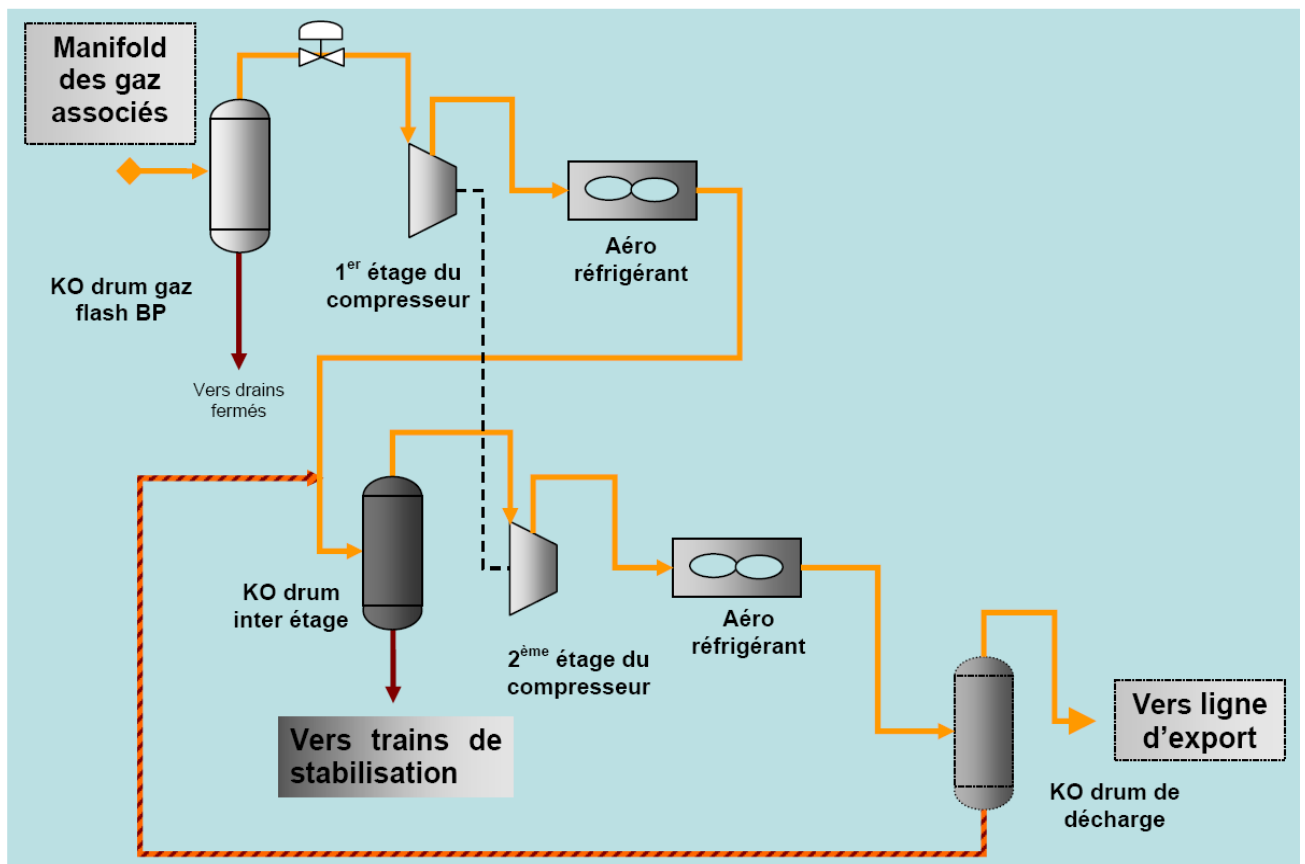 Manifold
des gaz
associés
KO drum gaz
flash BP
Vers drains
fermés
1er étage du
compresseur
Aéro
réfrigérant
KO drum
inter étage
Vers trains de
stabilisation
2ème étage du
compresseur
Aéro
réfrigérant
Vers ligne
d'export
KO drum de
décharge